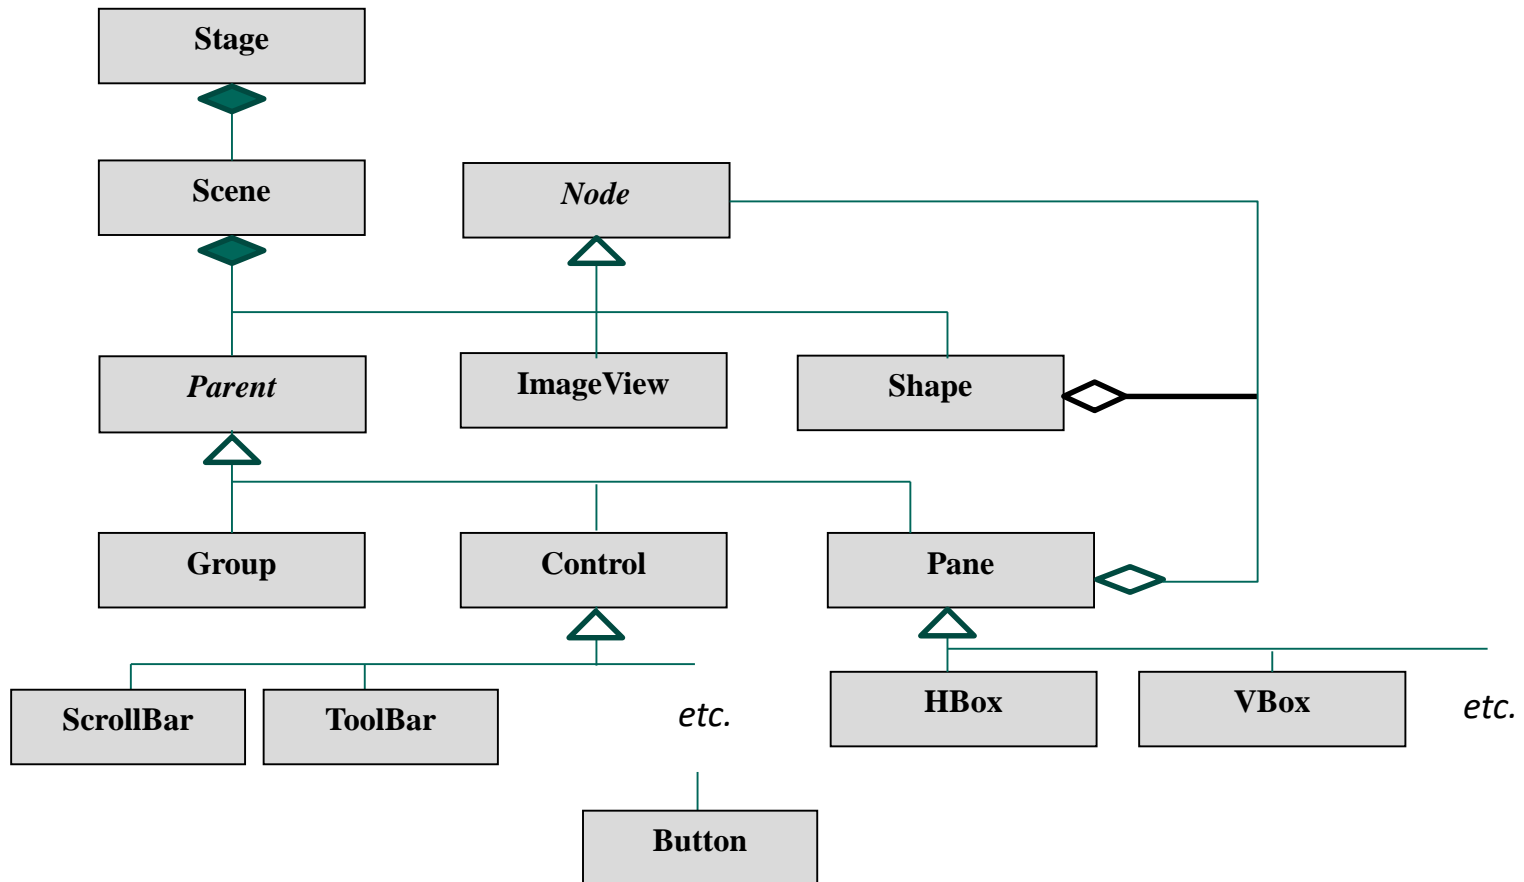 Stage
Scene
Node
Parent
ImageView
Shape
Group
Control
Pane
ScrollBar
ToolBar
etc.
HBox
VBox
etc.
Button